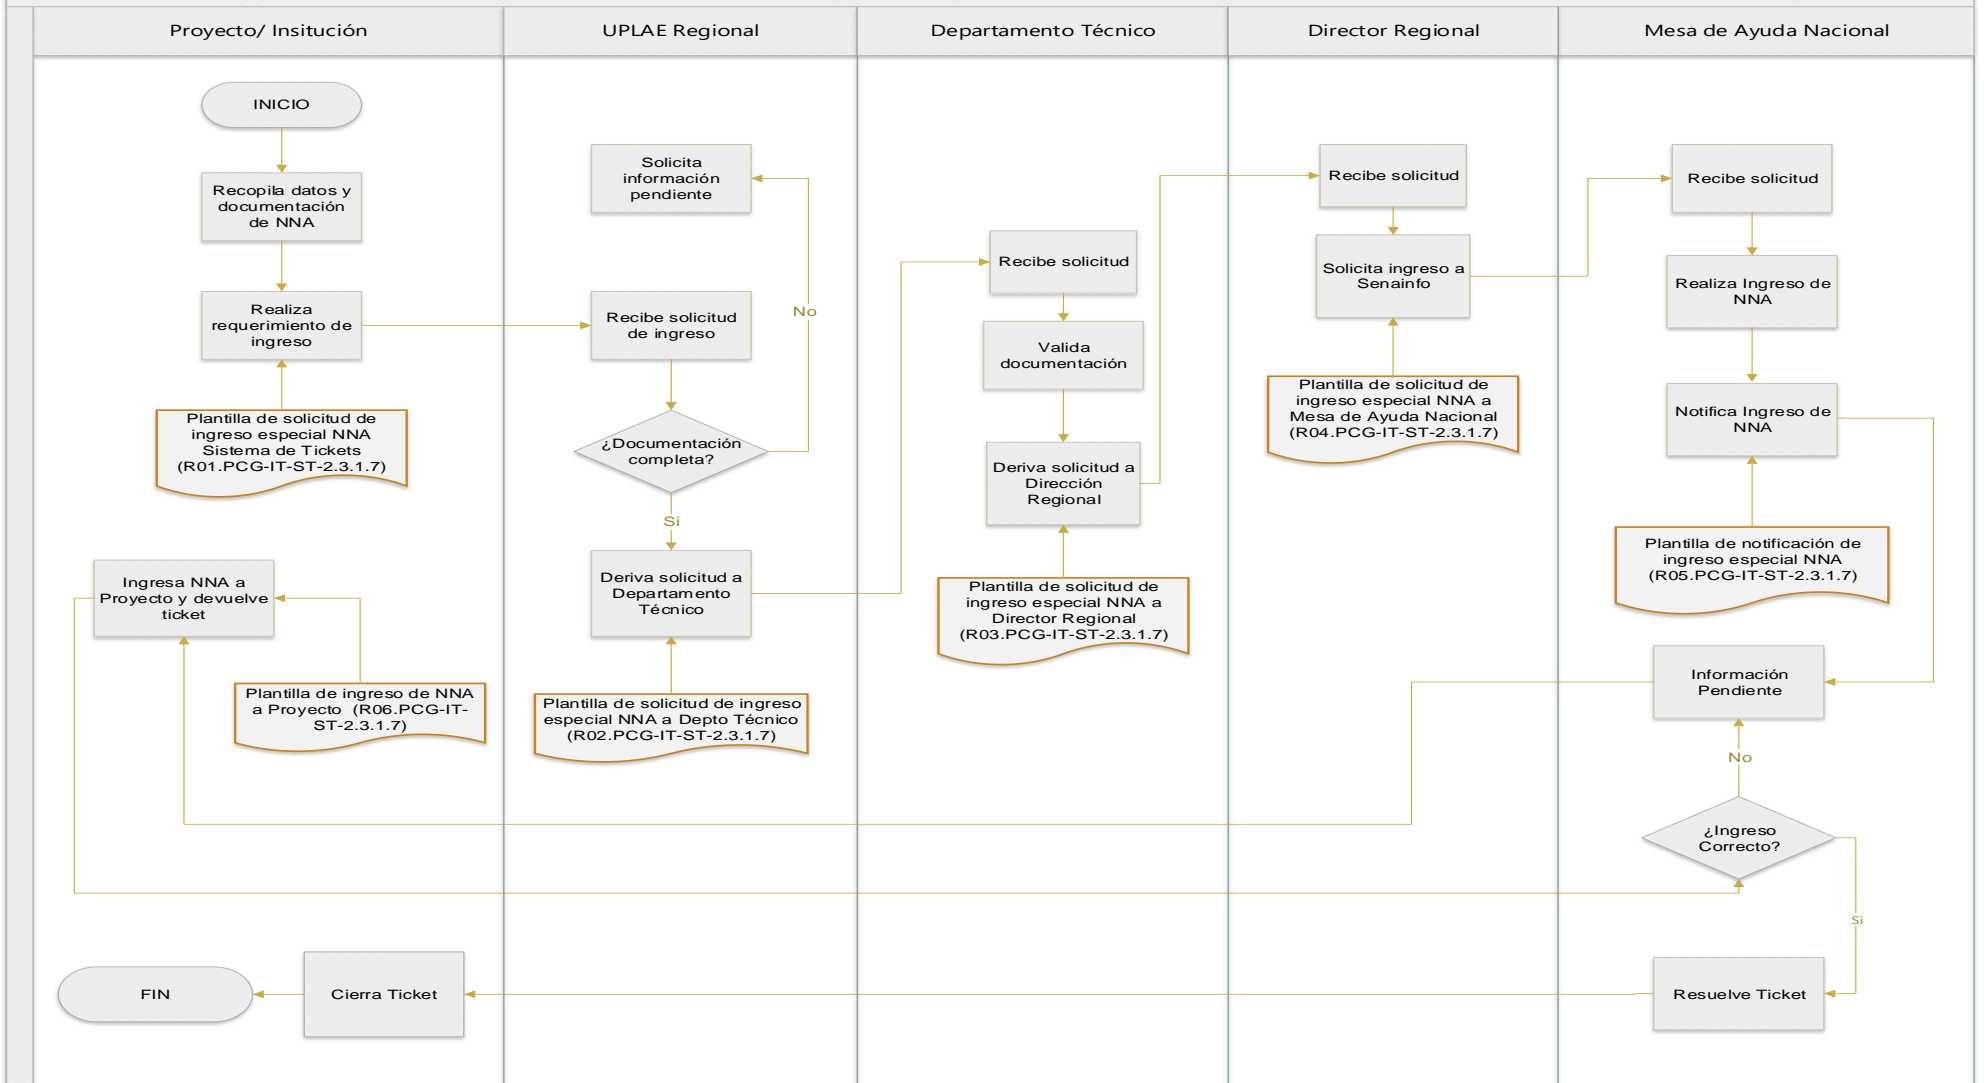 Proyecto/ Insitución
UPLAE Regional
Departamento Técnico
Director Regional
Mesa de Ayuda Nacional
INICIO
Recopila datos y
documentación
de NNA
Realiza
requerimiento de
ingreso
Plantilla de solicitud de
ingreso especial NNA
Sistema de Tickets
(R01.PCG-IT-ST-2.3.1.7)
Ingresa NNA a
Proyecto y devuelve
ticket
Plantilla de ingreso de NNA
a Proyecto (R06.PCG-IT-
ST-2.3.1.7)
FIN
Cierra Ticket
Solicita
información
pendiente
No
Recibe solicitud
de ingreso
¿Documentación
completa?
Si
Deriva solicitud a
Departamento
Técnico
Plantilla de solicitud de ingreso
especial NNA a Depto Técnico
(R02.PCG-IT-ST-2.3.1.7)
Recibe solicitud
Valida
documentación
Deriva solicitud a
Dirección
Regional
Plantilla de solicitud de
ingreso especial NNA a
Director Regional
(R03.PCG-IT-ST-2.3.1.7)
Recibe solicitud
Solicita ingreso a
Senainfo
Plantilla de solicitud de
ingreso especial NNA a
Mesa de Ayuda Nacional
(R04.PCG-IT-ST-2.3.1.7)
Recibe solicitud
Realiza Ingreso de
NNA
Notifica Ingreso de
NNA
Plantilla de notificación de
ingreso especial NNA
(R05.PCG-IT-ST-2.3.1.7)
Información
Pendiente
No
¿Ingreso
Correcto?
Si
Resuelve Ticket